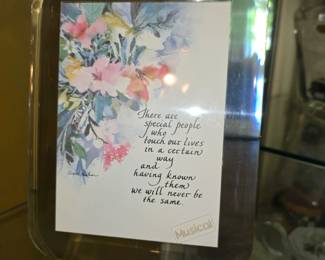 There are
special people
who
touch our lives
in a certain
way
and
having known
them
we will never be
the same.
Musical